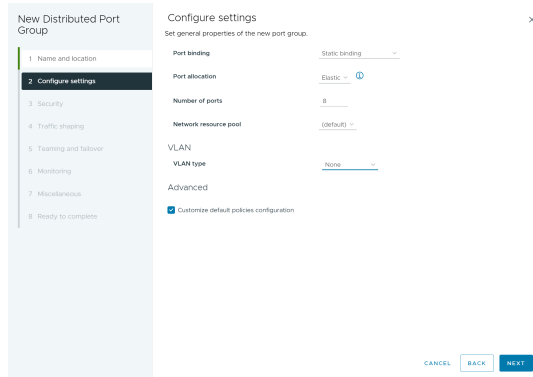 New Distributed Port
Group
1 Name and location
2 Configure settings
3 Security
4 Traffic shaping
5 Teaming and failover
6 Monitoring
7 Miscellaneous
8 Ready to complete
Configure settings
Set general properties of the new port group.
Port binding Static binding
Port allocation Elastic
Number of ports 8
Network resource pool (default)
VLAN
VLAN type None
Advanced
Customize default policies configuration
CANCEL BACK NEXT